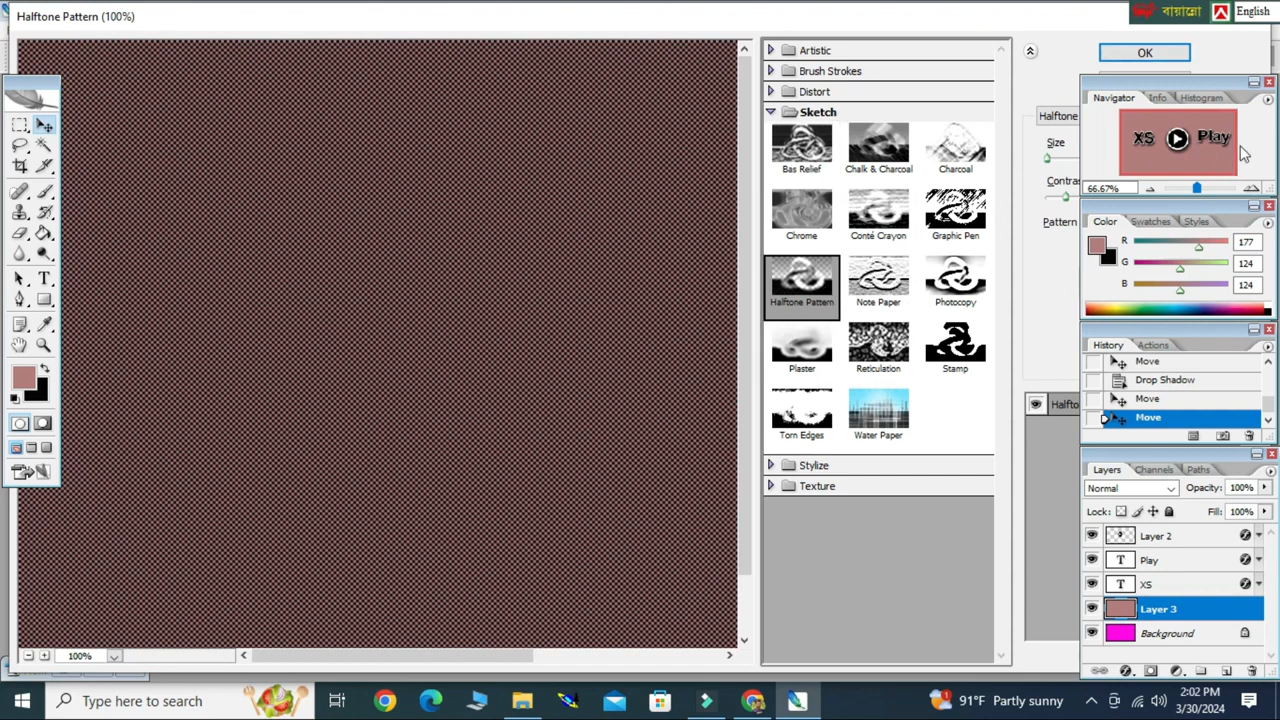 Halftone Pattern (100%)
বায়ান্নো
English
Artistic
Brush Strokes
Distort
Sketch
Bas Relief
Chalk & Charcoal
Charcoal
Chrome
Conté Crayon
Graphic Pen
Halftone Pattern
Note Paper
Photocopy
Plaster
Reticulation
Stamp
Torn Edges
Water Paper
Stylize
Texture
100%
OK
Halftone
Size
Contras
Pattern
Halfto
Navigator
Info
Histogram
XS
Play
66.67%
Color
Swatches
Styles
R
177
G
124
B
124
History
Actions
Move
Drop Shadow
Move
Move
Layers
Channels
Paths
Normal
Opacity: 100%
Lock:
Fill: 100%
Layer 2
T Play
T XS
Layer 3
Background
Type here to search
91°F Partly sunny
2:02 PM
3/30/2024